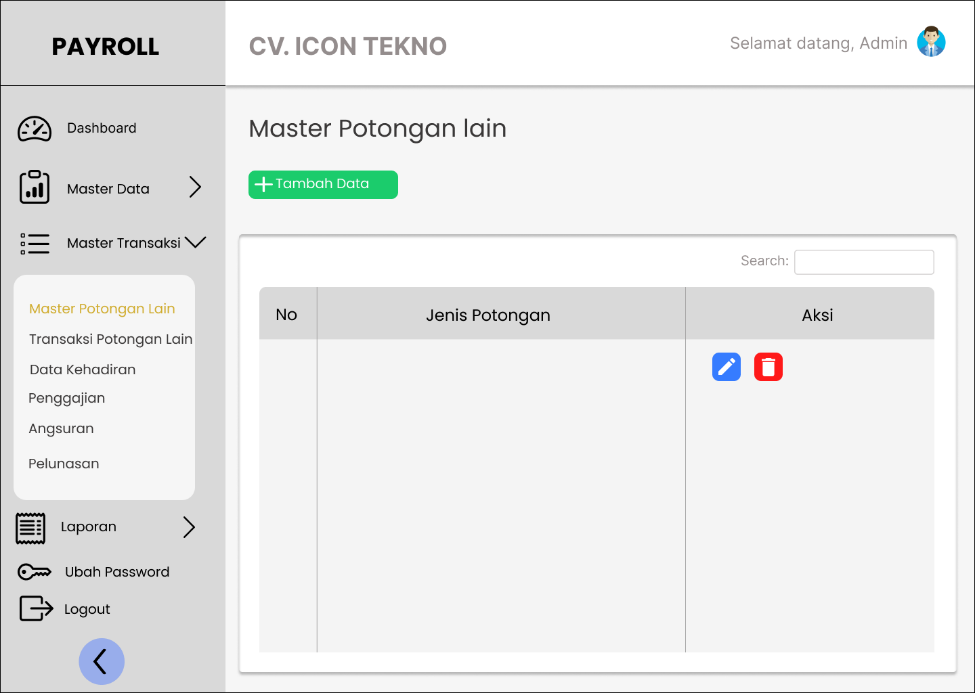 PAYROLL
CV. ICON TEKNO
Selamat datang, Admin
Dashboard
Master Data
Master Transaksi
Master Potongan Lain
Transaksi Potongan Lain
Data Kehadiran
Penggajian
Angsuran
Pelunasan
Laporan
Ubah Password
Logout
Master Potongan lain
Tambah Data
Search:
No Jenis Potongan Aksi